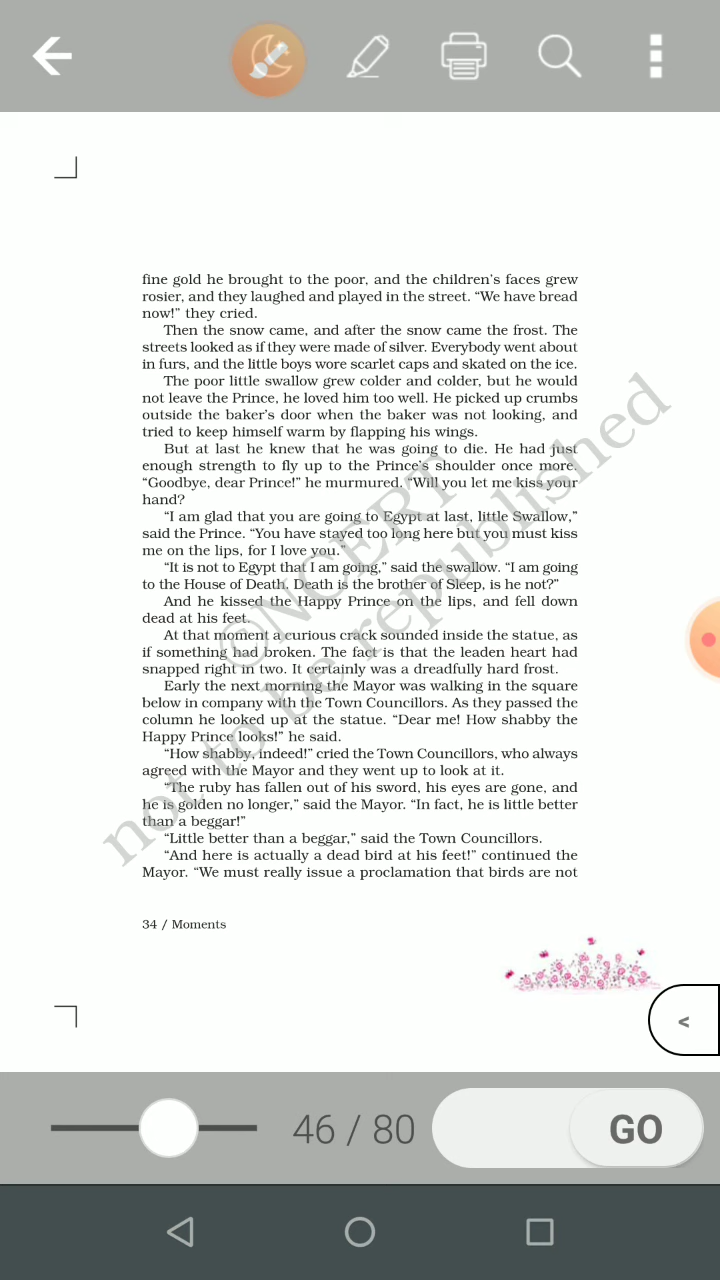 fine gold he brought to the poor, and the children's faces grew
rosier, and they laughed and played in the street. “We have bread
now!” they cried.
Then the snow came, and after the snow came the frost. The
streets looked as if they were made of silver. Everybody went about
in furs, and the little boys wore scarlet caps and skated on the ice.
The poor little swallow grew colder and colder, but he would
not leave the Prince, he loved him too well. He picked up crumbs
outside the baker's door when the baker was not looking, and
tried to keep himself warm by flapping his wings.
But at last he knew that he was going to die. He had just
enough strength to fly up to the Prince's shoulder once more.
“Goodbye, dear Prince!” he murmured. “Will you let me kiss your
hand?
“I am glad that you are going to Egypt at last, little Swallow,”
said the Prince. “You have stayed too long here but you must kiss
me on the lips, for I love you.”
“It is not to Egypt that I am going,” said the swallow. “I am going
to the House of Death. Death is the brother of Sleep, is he not?”
And he kissed the Happy Prince on the lips, and fell down
dead at his feet.
At that moment a curious crack sounded inside the statue, as
if something had broken. The fact is that the leaden heart had
snapped right in two. It certainly was a dreadfully hard frost.
Early the next morning the Mayor was walking in the square
below in company with the Town Councillors. As they passed the
column he looked up at the statue. “Dear me! How shabby the
Happy Prince looks!” he said.
“How shabby, indeed!” cried the Town Councillors, who always
agreed with the Mayor and they went up to look at it.
“The ruby has fallen out of his sword, his eyes are gone, and
he is golden no longer,” said the Mayor. “In fact, he is little better
than a beggar!”
“Little better than a beggar,” said the Town Councillors.
“And here is actually a dead bird at his feet!” continued the
Mayor. “We must really issue a proclamation that birds are not
©NCERT
not to be republished
34 / Moments
<
46 / 80
GO